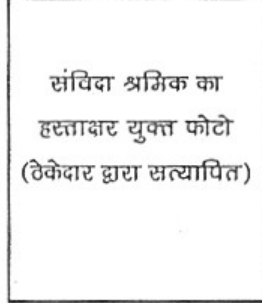 संविदा श्रमिक का
हस्ताक्षर युक्त फोटो
(ठेकेदार द्वारा सत्यापित)